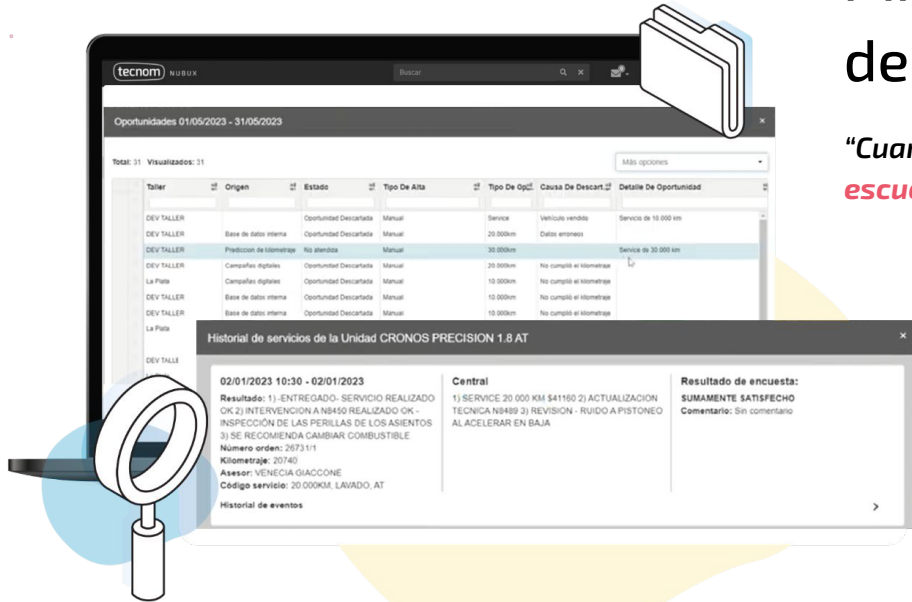 de
"Cuan
escue
tecnom NUBUX
Buscar
Oportunidades 01/05/2023 - 31/05/2023
Total: 31 Visualizados: 31
Más opciones
Taller Origen Estado Tipo De Alta Tipo De Op Causa De Descart. Detalle De Oportunidad
DEV TALLER Oportunidad Descartada Manual Service Vehículo vendido Servicio de 10.000 km
DEV TALLER Base de datos interna Oportunidad Descartada Manual 20.000km Datos erroneos
DEV TALLER Prediccion de kilometraje No atendida Manual 30.000km Service de 30.000 km
DEV TALLER Campañas digitales Oportunidad Descartada Manual 20.000km No cumplió el kilometraje
La Plata Campañas digitales Oportunidad Descartada Manual 10.000km No cumplió el kilometraje
DEV TALLER Base de datos interna Oportunidad Descartada Manual 10.000km No cumplió el kilometraje
DEV TALLER Base de datos interna Oportunidad Descartada Manual 10.000km No cumplió el kilometraje
La Plata
DEV TALLE
Historial de servicios de la Unidad CRONOS PRECISION 1.8 AT
02/01/2023 10:30 - 02/01/2023
Resultado: 1) -ENTREGADO- SERVICIO REALIZADO
OK 2) INTERVENCION A N8450 REALIZADO OK -
INSPECCIÓN DE LAS PERILLAS DE LOS ASIENTOS
3) SE RECOMIENDA CAMBIAR COMBUSTIBLE
Número orden: 26731/1
Kilometraje: 20740
Asesor: VENECIA GIACCONE
Código servicio: 20.000KM, LAVADO, AT
Historial de eventos
Central
1) SERVICE 20.000 KM $41160 2) ACTUALIZACION
TECNICA N8489 3) REVISION - RUIDO A PISTONEO
AL ACELERAR EN BAJA
Resultado de encuesta:
SUMAMENTE SATISFECHO
Comentario: Sin comentario